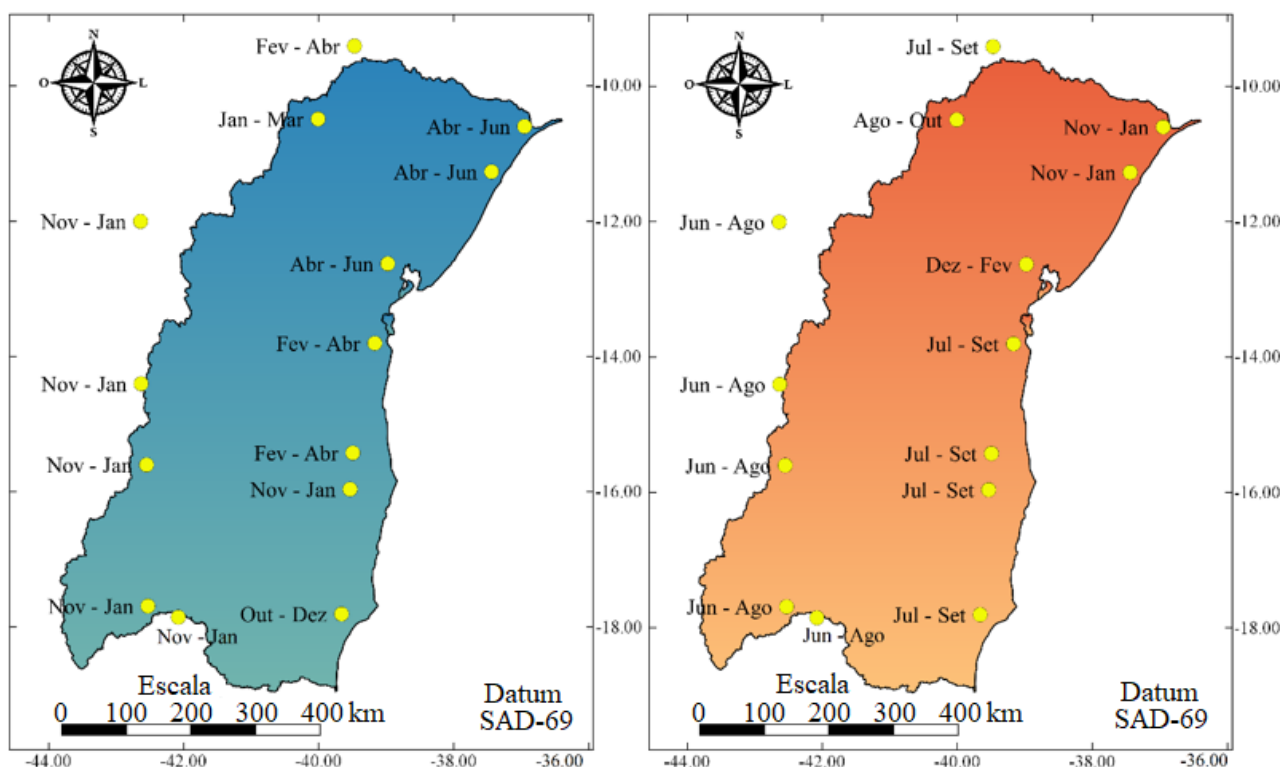 N
O
L
S
Fev - Abr
Jan - Mar
Abr - Jun
Abr - Jun
Nov - Jan
Abr - Jun
Fev - Abr
Nov - Jan
Fev - Abr
Nov - Jan
Nov - Jan
Nov - Jan
Out - Dez
Nov - Jan
Escala
0 100 200 300 400 km
Datum
SAD-69
-10.00
-12.00
-14.00
-16.00
-18.00
-44.00 -42.00 -40.00 -38.00 -36.00
N
O
L
S
Jul - Set
Ago - Out
Nov - Jan
Nov - Jan
Jun - Ago
Dez - Fev
Jul - Set
Jun - Ago
Jul - Set
Jun - Ago
Jul - Set
Jun - Ago
Jul - Set
Jun - Ago
Escala
0 100 200 300 400 km
Datum
SAD-69
-10.00
-12.00
-14.00
-16.00
-18.00
-44.00 -42.00 -40.00 -38.00 -36.00